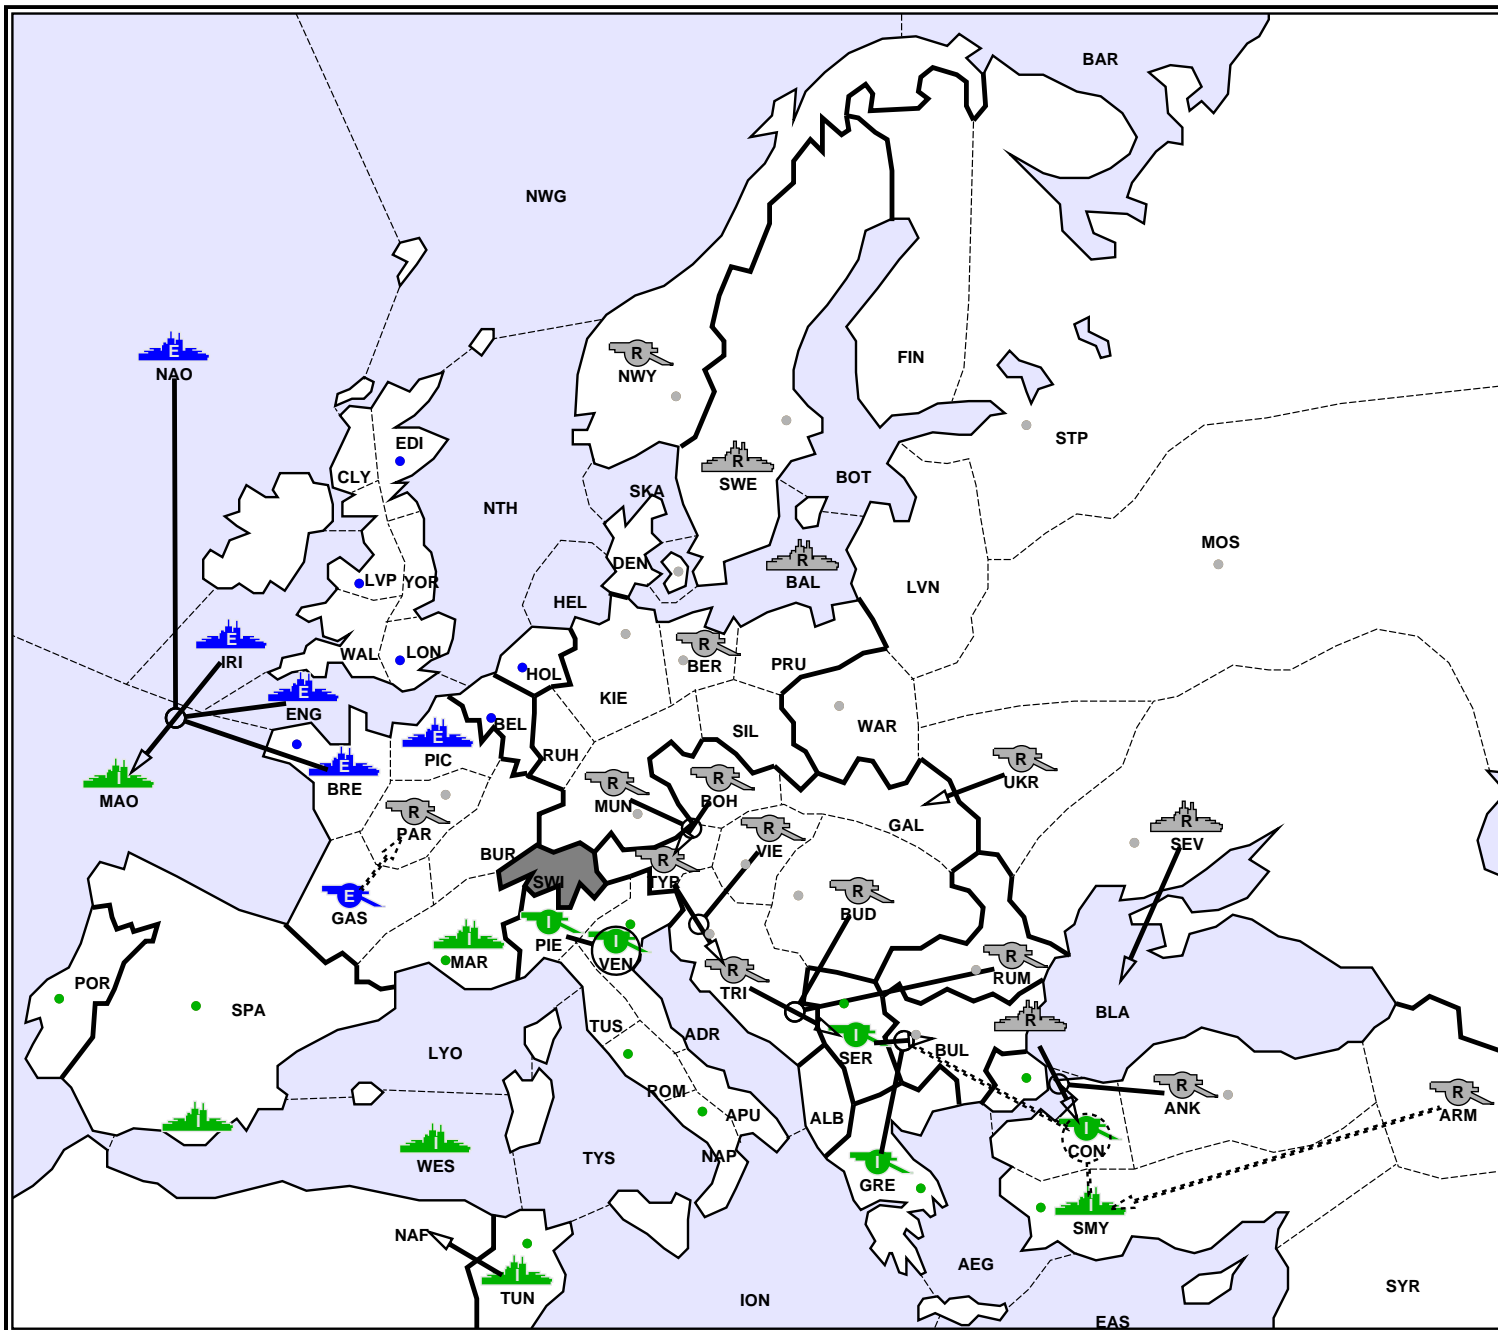 BAR
NWG
E
NAO
R
NWY
FIN
EDI
STP
CLY
R
SWE
BOT
SKA
NTH
MOS
R
BAL
DEN
LVP YOR
LVN
HEL
E
IRI
WAL
LON
R
BER
PRU
HOL
KIE
E
ENG
BEL
WAR
E
PIC
SIL
RUH
R
UKR
I
MAO
E
BRE
R
MUN
R
BOH
R
PAR
R
VIE
GAL
R
SEV
BUR
R
TYR
SWI
E
GAS
R
BUD
I
PIE
I
VEN
I
MAR
R
RUM
R
TRI
POR
SPA
BLA
R
TUS
ADR
I
SER
BUL
LYO
ROM
R
ANK
R
ARM
I
APU
ALB
I
CON
I
WES
TYS
NAP
I
GRE
I
SMY
NAF
AEG
I
TUN
ION
SYR
EAS